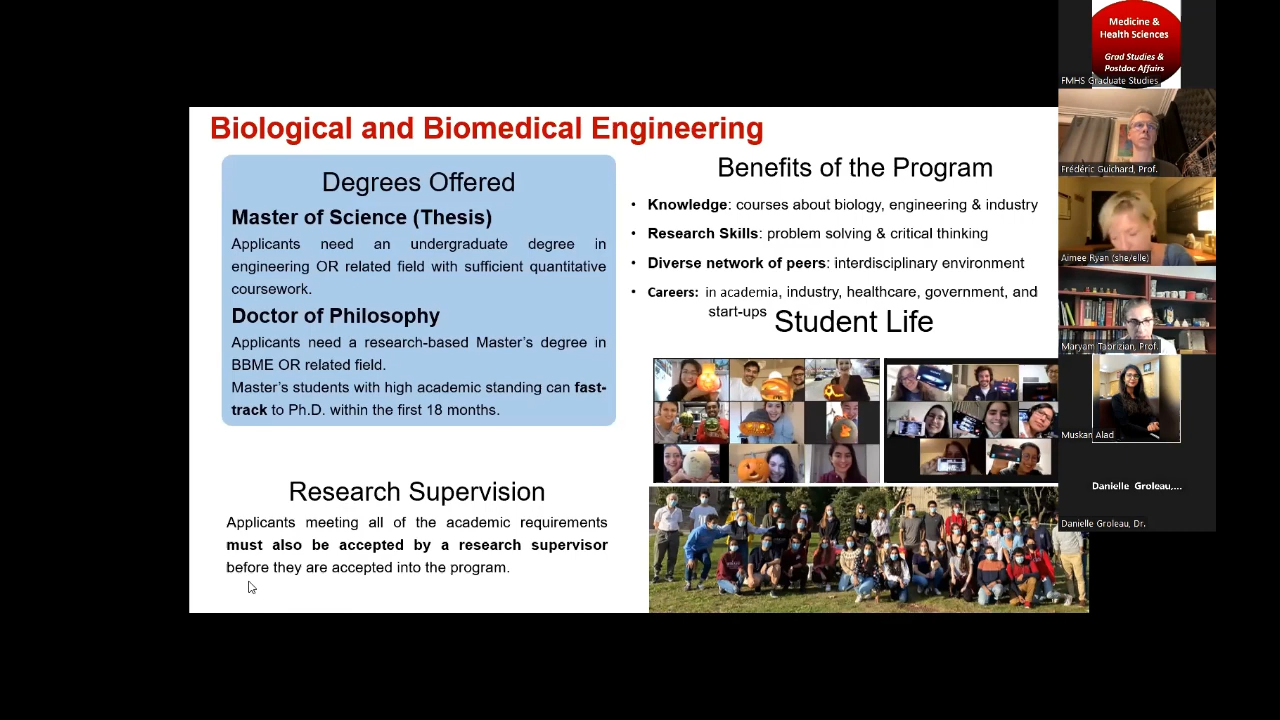 Biological and Biomedical Engineering
Degrees Offered
Master of Science (Thesis)
Applicants need an undergraduate degree in
engineering OR related field with sufficient quantitative
coursework.
Doctor of Philosophy
Applicants need a research-based Master's degree in
BBME OR related field.
Master's students with high academic standing can fast-
track to Ph.D. within the first 18 months.
Research Supervision
Applicants meeting all of the academic requirements
must also be accepted by a research supervisor
before they are accepted into the program.
Benefits of the Program
• Knowledge: courses about biology, engineering & industry
• Research Skills: problem solving & critical thinking
• Diverse network of peers: interdisciplinary environment
• Careers: in academia, industry, healthcare, government, and
start-ups
Student Life
Medicine &
Health Sciences
Grad Studies &
Postdoc Affairs
FMHS Graduate Studies
Frédéric Guichard, Prof.
Aimee Ryan (she/elle)
Maryam Tabrizian, Prof.
Muskan Alad
Danielle Groleau,...
Danielle Groleau, Dr.